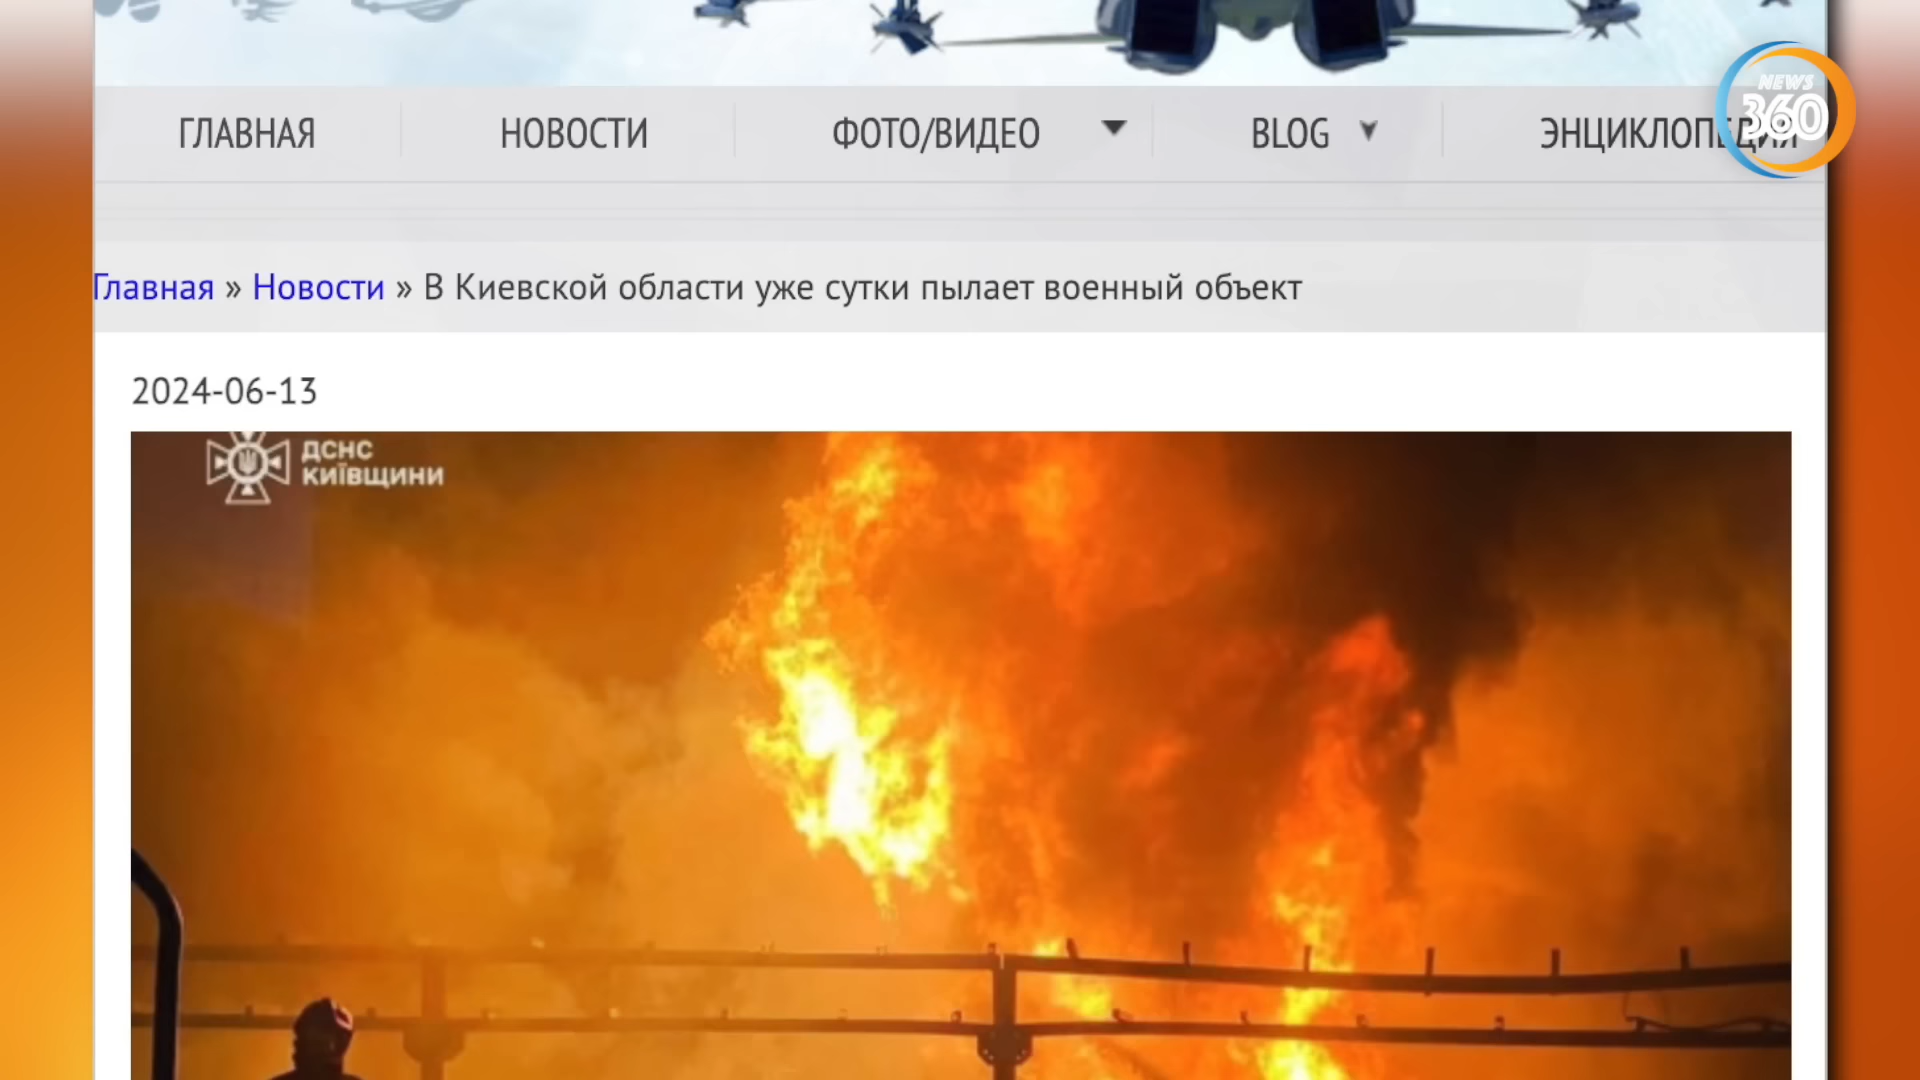 ГЛАВНАЯ НОВОСТИ ФОТО/ВИДЕО BLOG ЭНЦИКЛОПЕДИЯ
NEWS
360
Главная » Новости » В Киевской области уже сутки пылает военный объект
2024-06-13
ДСНС
КИЇВЩИНИ